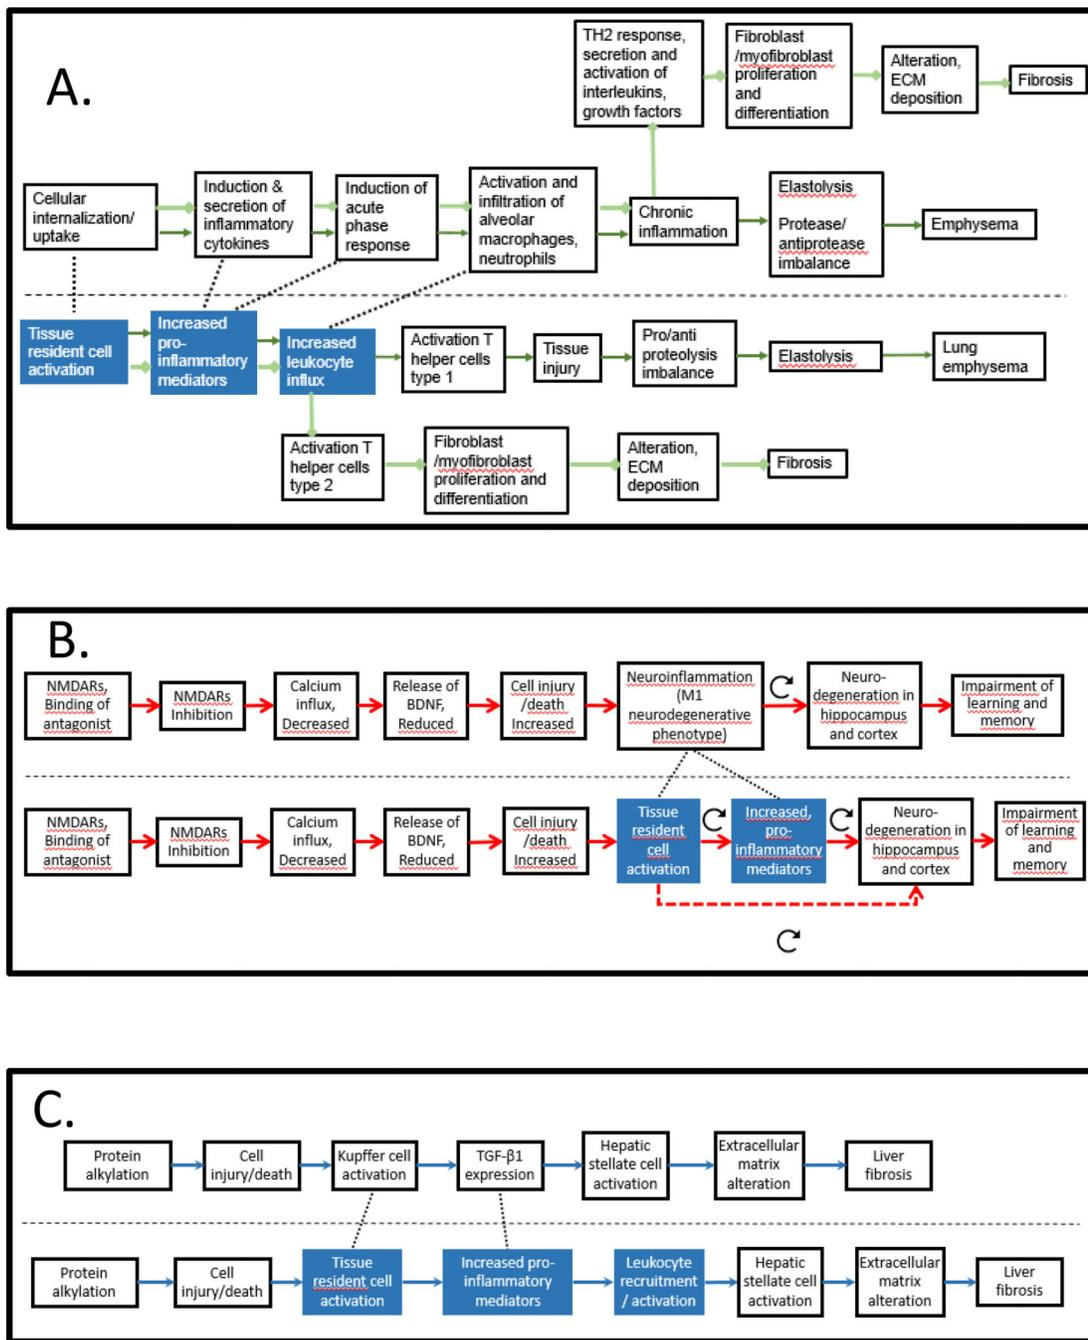 A.
TH2 response,
secretion and
activation of
interleukins,
growth factors
Fibroblast
/myofibroblast
proliferation
and
differentiation
Alteration,
ECM
deposition
Fibrosis
Cellular
internalization/
uptake
Induction &
secretion of
inflammatory
cytokines
Induction of
acute
phase
response
Activation and
infiltration of
alveolar
macrophages,
neutrophils
Chronic
inflammation
Elastolysis
Protease/
antiprotease
imbalance
Emphysema
Tissue
resident cell
activation
Increased
pro-
inflammatory
mediators
Increased
leukocyte
influx
Activation T
helper cells
type 1
Tissue
injury
Pro/anti
proteolysis
imbalance
Elastolysis
Lung
emphysema
Activation T
helper cells
type 2
Fibroblast
/myofibroblast
proliferation and
differentiation
Alteration,
ECM
deposition
Fibrosis
B.
NMDARs,
Binding of
antagonist
NMDARs
Inhibition
Calcium
influx,
Decreased
Release of
BDNF,
Reduced
Cell injury
/death
Increased
Neuroinflammation
(M1
neurodegenerative
phenotype)
Neuro-
degeneration in
hippocampus
and cortex
Impairment of
learning and
memory
NMDARs,
Binding of
antagonist
NMDARs
Inhibition
Calcium
influx,
Decreased
Release of
BDNF,
Reduced
Cell injury
/death
Increased
Tissue
resident
cell
activation
Increased,
pro-
inflammatory
mediators
Neuro-
degeneration in
hippocampus
and cortex
Impairment
of learning
and
memory
C.
Protein
alkylation
Cell
injury/death
Kupffer cell
activation
TGF-β1
expression
Hepatic
stellate cell
activation
Extracellular
matrix
alteration
Liver
fibrosis
Protein
alkylation
Cell
injury/death
Tissue
resident cell
activation
Increased pro-
inflammatory
mediators
Leukocyte
recruitment
/ activation
Hepatic
stellate cell
activation
Extracellular
matrix
alteration
Liver
fibrosis